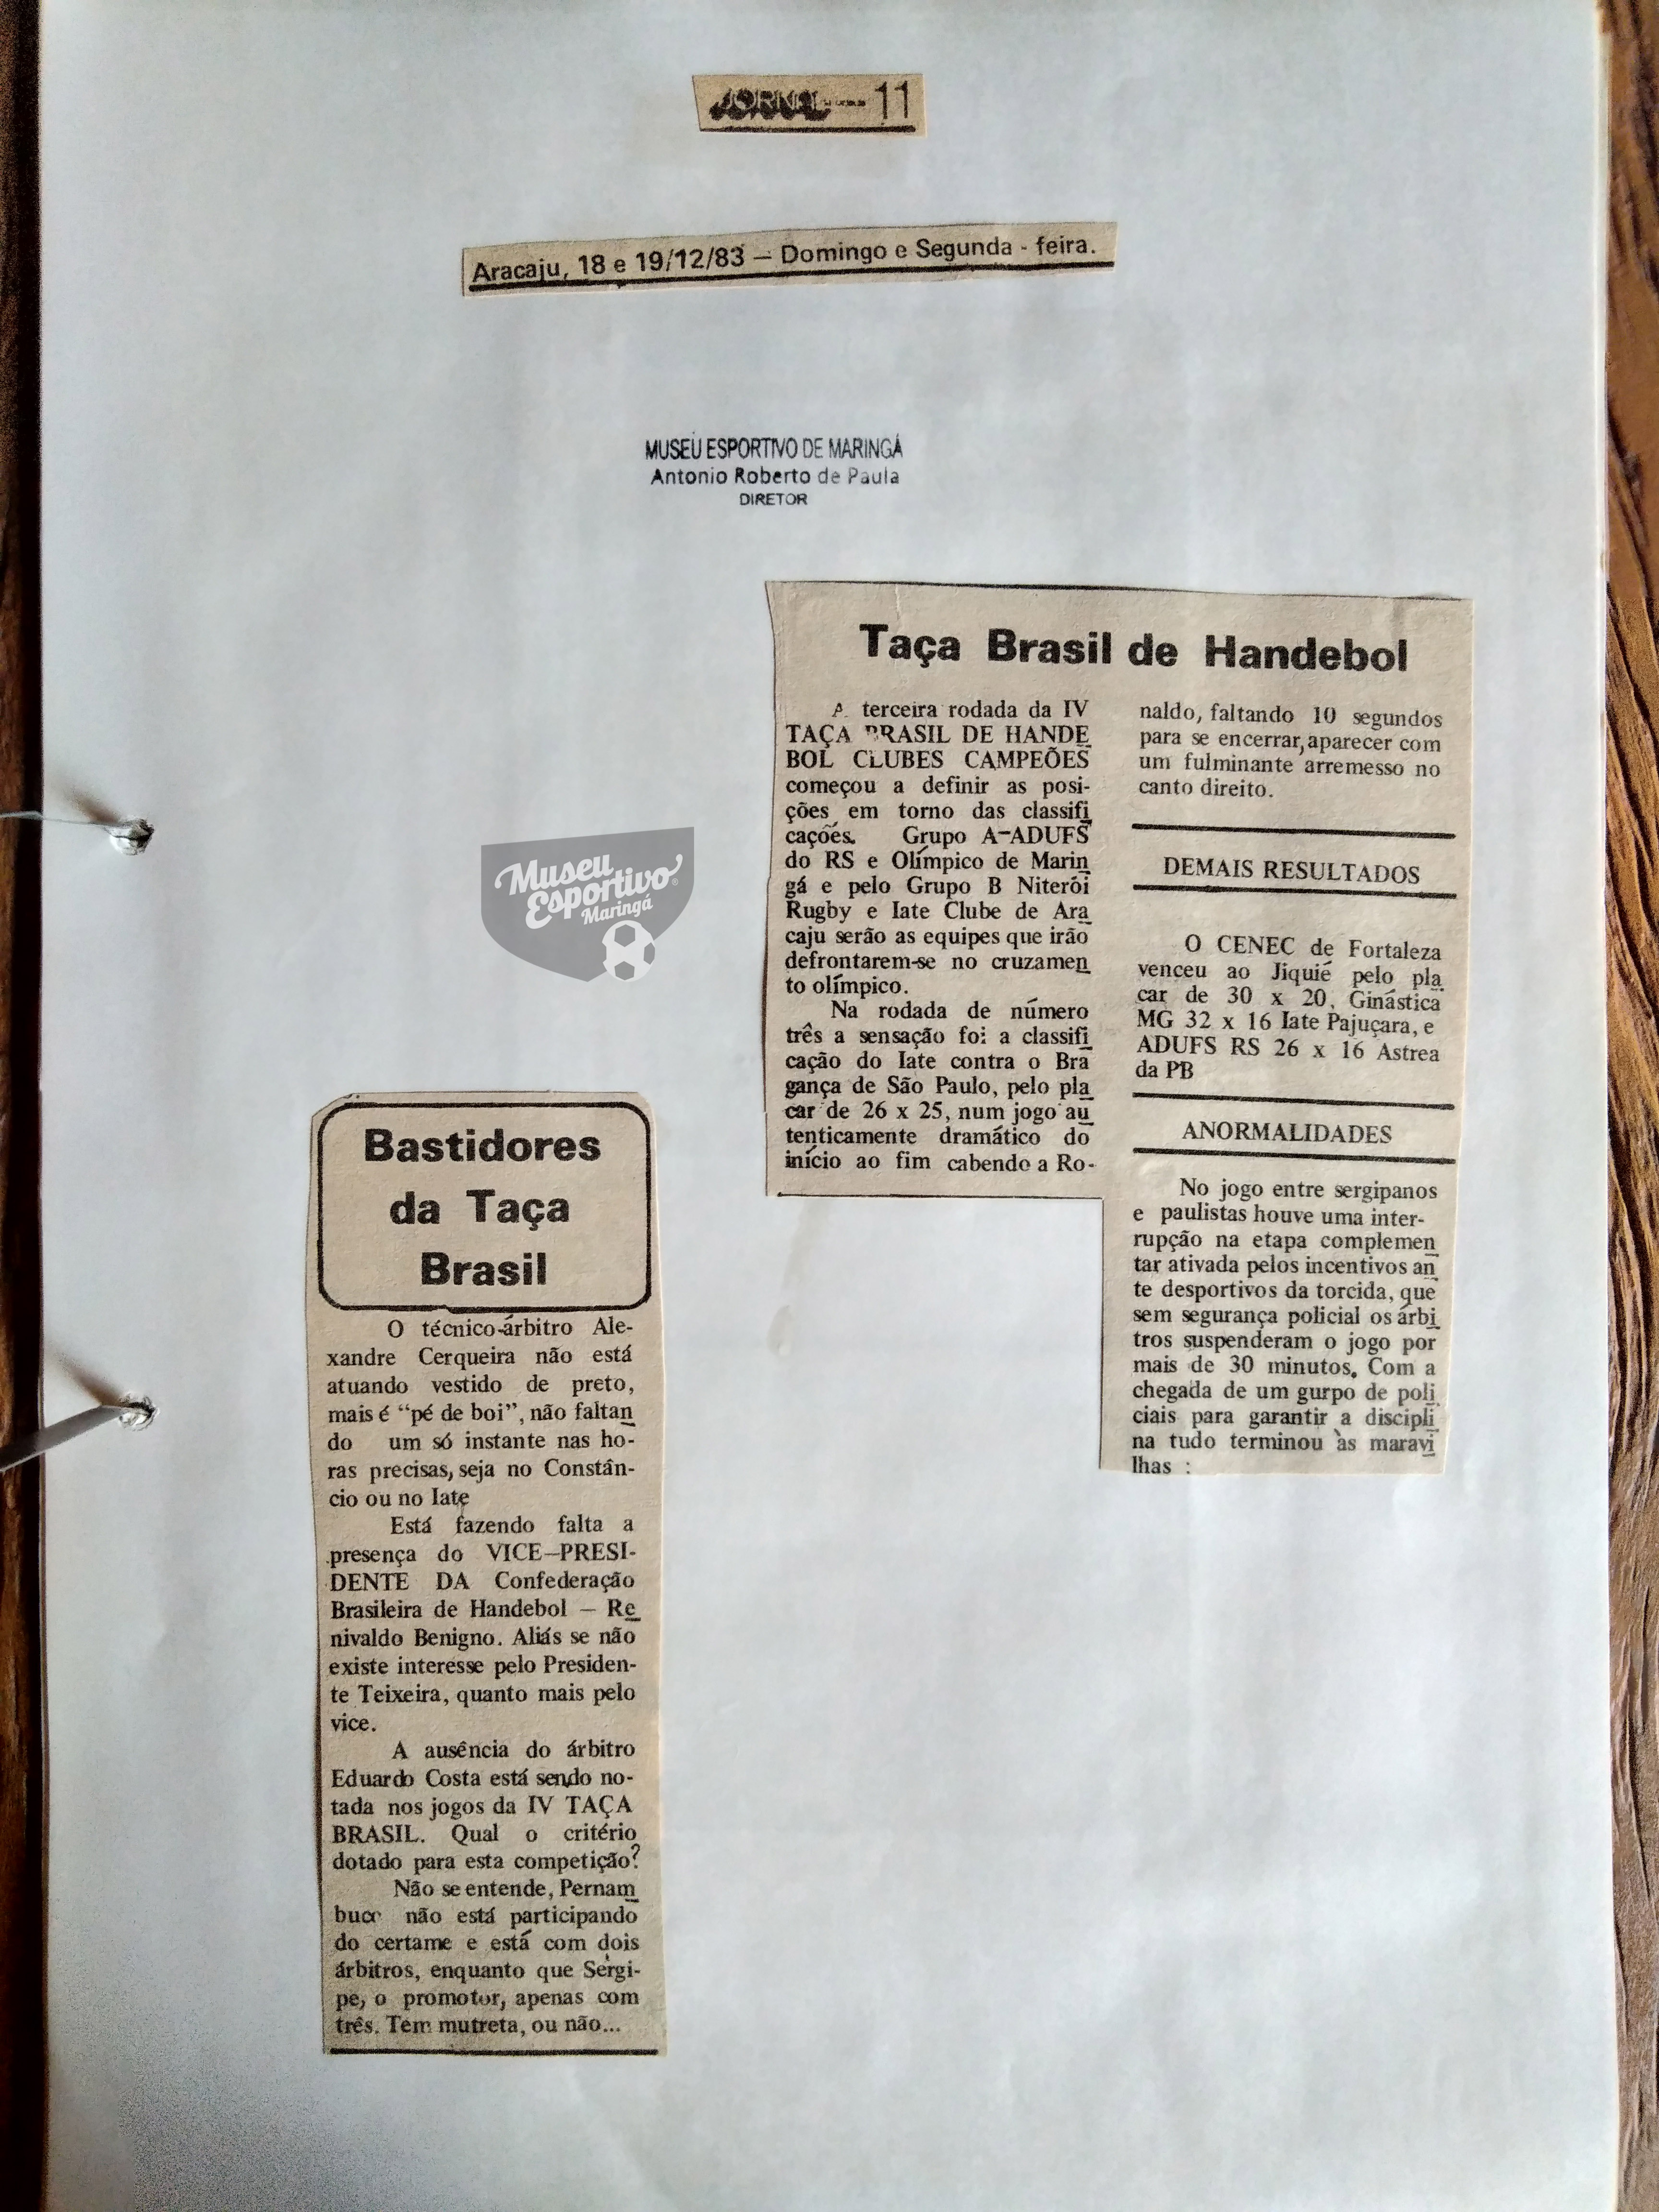 JORNAL 11
Aracaju, 18 e 19/12/83 — Domingo e Segunda - feira.
MUSEU ESPORTIVO DE MARINGÁ
Antonio Roberto de Paula
DIRETOR
Taça Brasil de Handebol
A terceira rodada da IV
TAÇA BRASIL DE HANDE
BOL CLUBES CAMPEÕES
começou a definir as posi-
ções em torno das classifi
cações. Grupo A-ADUFS
do RS e Olímpico de Marin
gá e pelo Grupo B Niterói
Rugby e Iate Clube de Ara
caju serão as equipes que irão
defrontarem-se no cruzamen
to olímpico.
Na rodada de número
três a sensação foi a classifi
cação do Iate contra o Bra
gança de São Paulo, pelo pla
car de 26 x 25, num jogo au
tenticamente dramático do
início ao fim cabendo a Ro-
naldo, faltando 10 segundos
para se encerrar, aparecer com
um fulminante arremesso no
canto direito.
DEMAIS RESULTADOS
O CENEC de Fortaleza
venceu ao Jiquié pelo pla
car de 30 x 20, Ginástica
MG 32 x 16 Iate Pajuçara, e
ADUFS RS 26 x 16 Astrea
da PB
ANORMALIDADES
No jogo entre sergipanos
e paulistas houve uma inter-
rupção na etapa complemen
tar ativada pelos incentivos an
te desportivos da torcida, que
sem segurança policial os árbi
tros suspenderam o jogo por
mais de 30 minutos. Com a
chegada de um gurpo de poli
ciais para garantir a discipli
na tudo terminou às maravi
lhas :
Museu
Esportivo
Maringá
Bastidores
da Taça
Brasil
O técnico-árbitro Ale-
xandre Cerqueira não está
atuando vestido de preto,
mais é “pé de boi”, não faltan
do um só instante nas ho-
ras precisas, seja no Constân-
cio ou no Iate
Está fazendo falta a
presença do VICE-PRESI-
DENTE DA Confederação
Brasileira de Handebol — Re
nivaldo Benigno. Aliás se não
existe interesse pelo Presiden-
te Teixeira, quanto mais pelo
vice.
A ausência do árbitro
Eduardo Costa está sendo no-
tada nos jogos da IV TAÇA
BRASIL. Qual o critério
dotado para esta competição?
Não se entende, Pernam
buco não está participando
do certame e está com dois
árbitros, enquanto que Sergi-
pe, o promotor, apenas com
três. Tem mutreta, ou não...